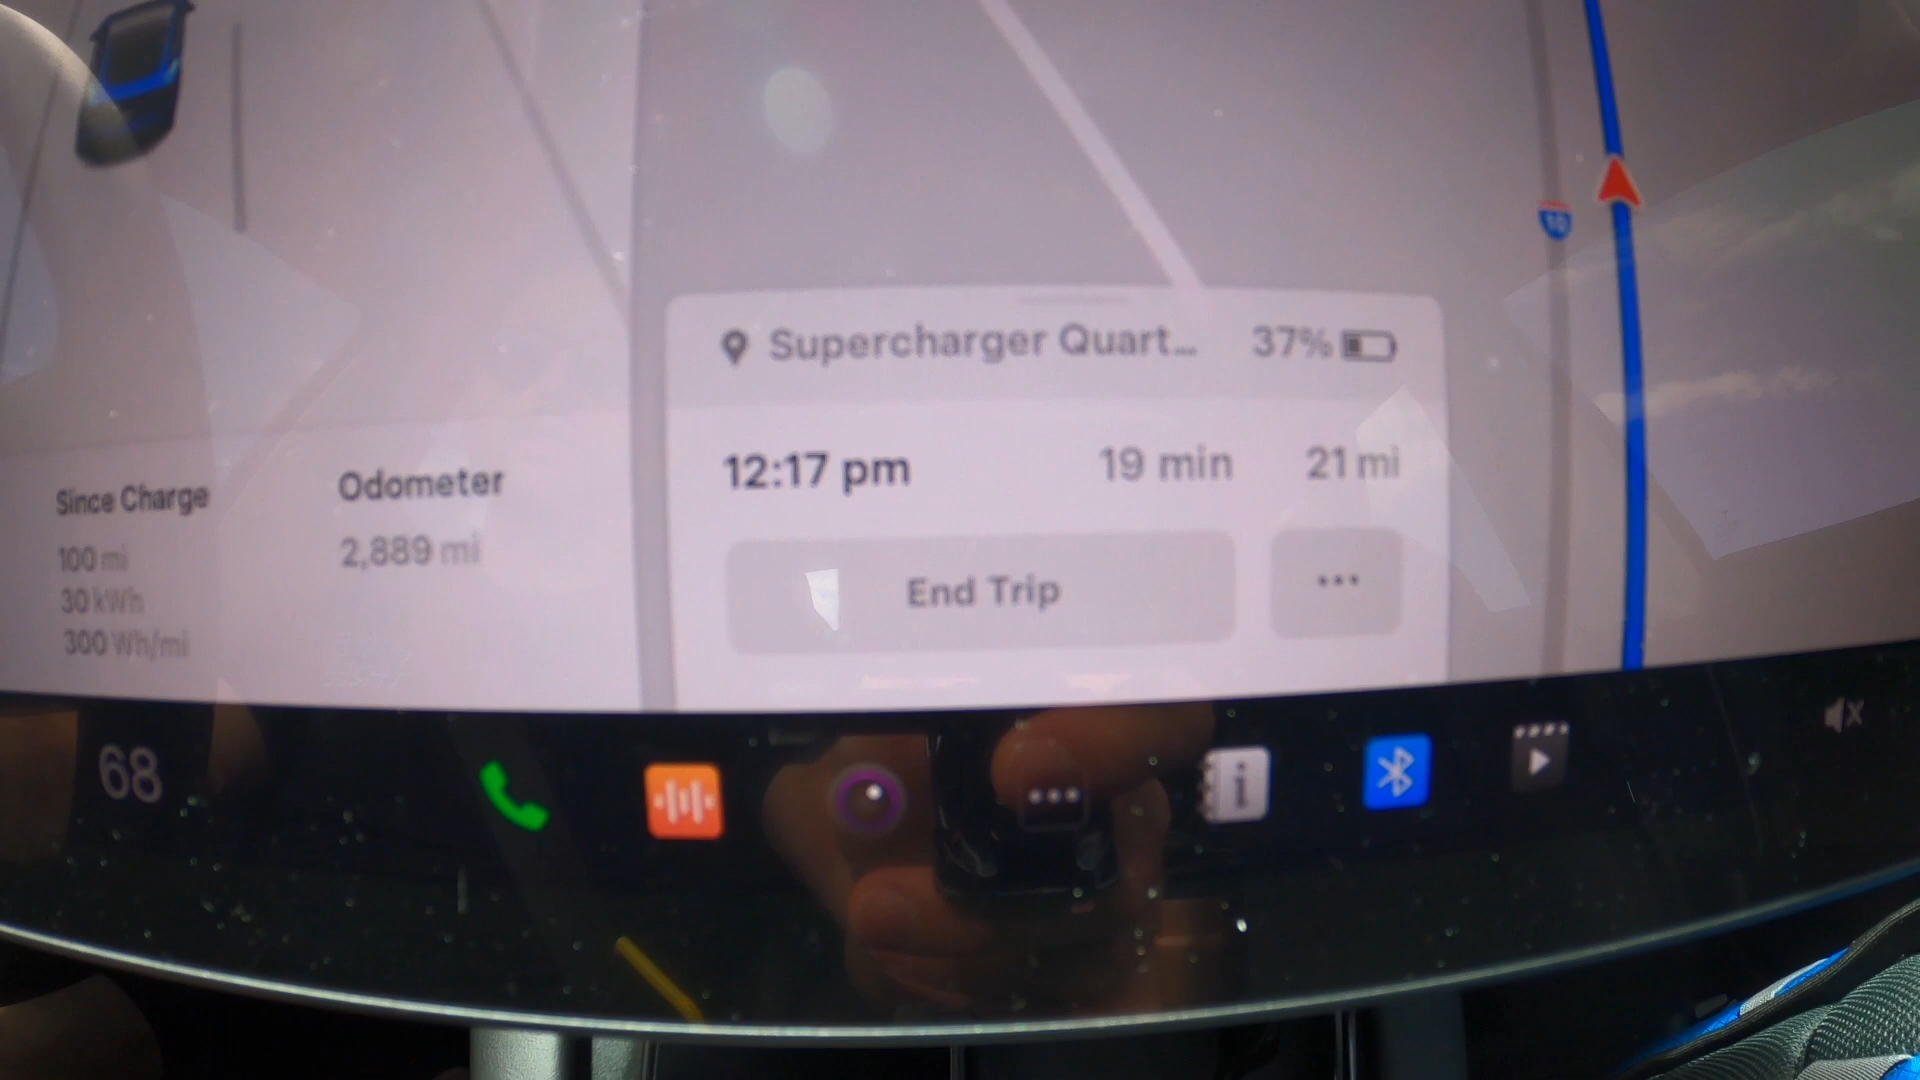 10
Supercharger Quart... 37%
12:17 pm 19 min 21 mi
End Trip
Since Charge
100 mi
30 kWh
300 Wh/mi
Odometer
2,889 mi
68
i